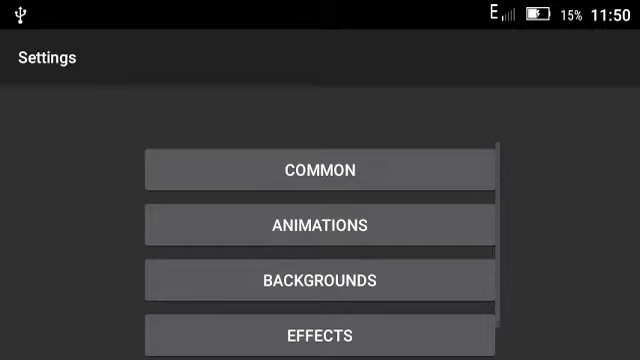 E 15% 11:50
Settings
COMMON
ANIMATIONS
BACKGROUNDS
EFFECTS